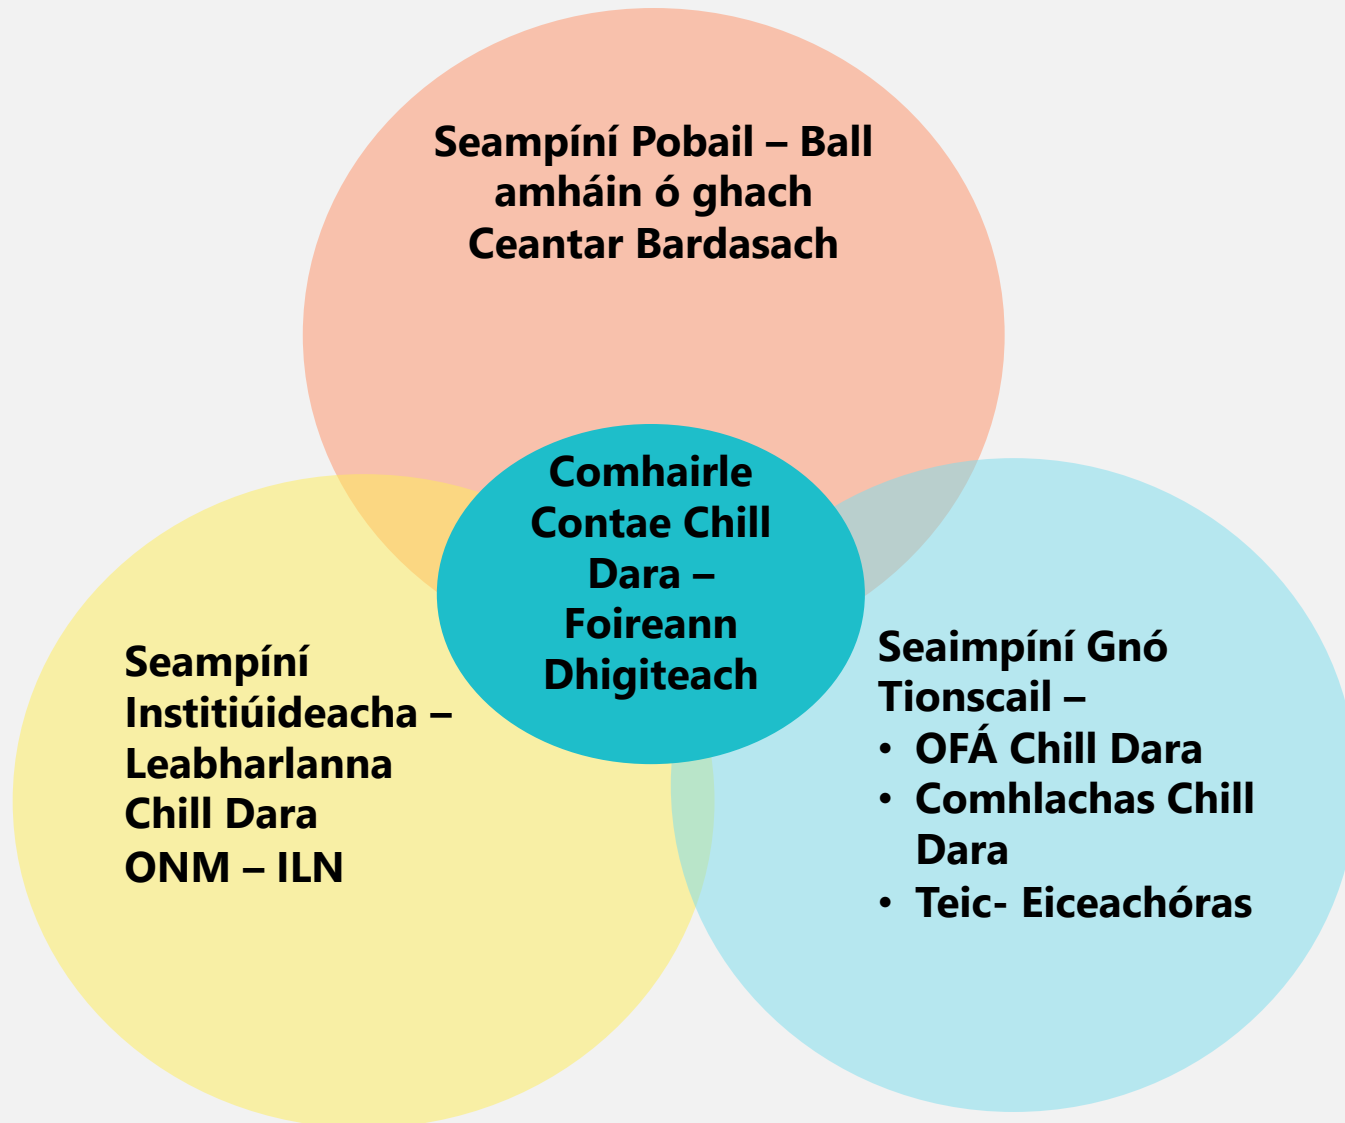 Seampíní Pobail – Ball
amháin ó ghach
Ceantar Bardasach
Comhairle
Contae Chill
Dara –
Foireann
Dhigiteach
Seampíní
Institiúideacha –
Leabharlanna
Chill Dara
ONM – ILN
Seaimpíní Gnó
Tionscail –
• OFÁ Chill Dara
• Comhlachas Chill
Dara
• Teic- Eiceachóras